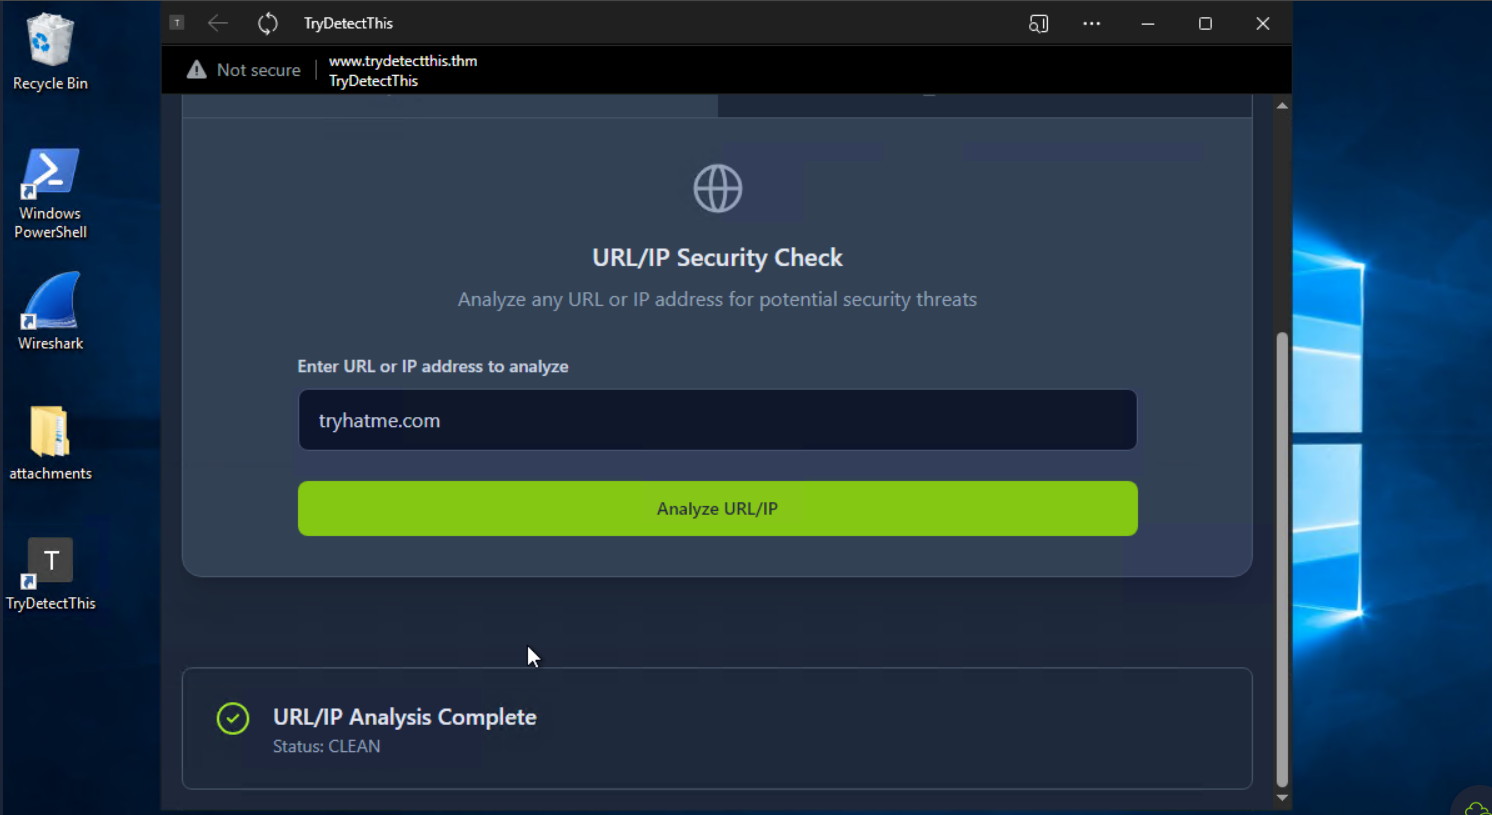 Recycle Bin
Windows
PowerShell
Wireshark
attachments
T
TryDetectThis
T
TryDetectThis
Not secure
www.trydetectthis.thm
TryDetectThis
URL/IP Security Check
Analyze any URL or IP address for potential security threats
Enter URL or IP address to analyze
tryhatme.com
Analyze URL/IP
URL/IP Analysis Complete
Status: CLEAN